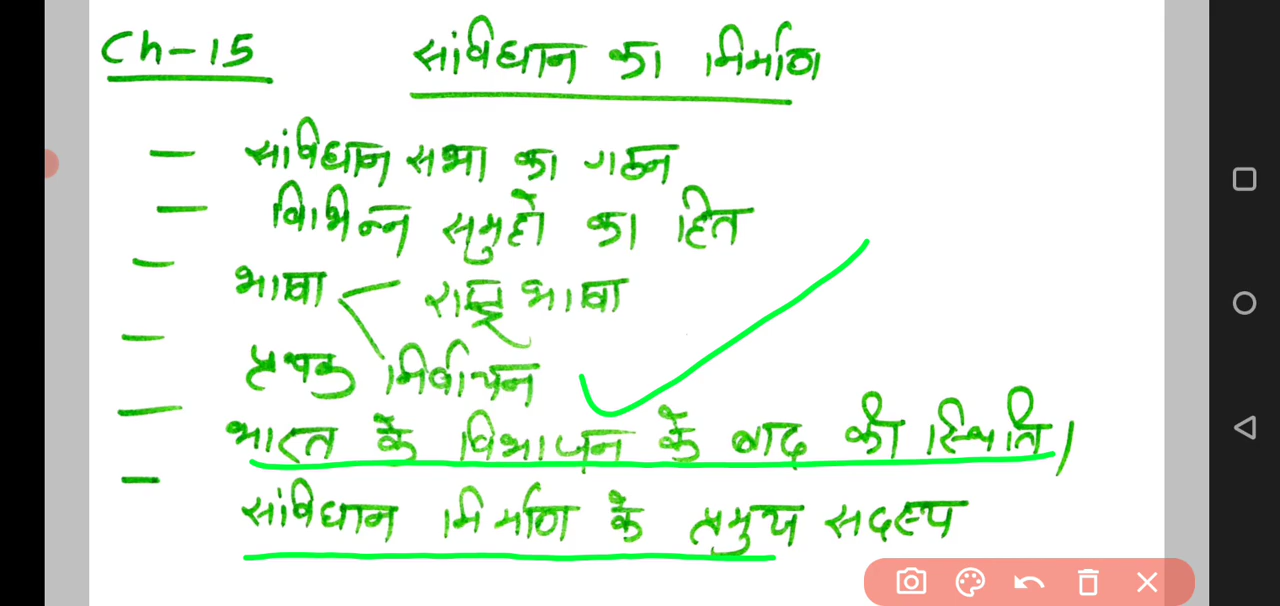 Ch-15 संविधान का निर्माण
— संविधान सभा का गठन
— विभिन्न समुहो का हित
— भाषा < राष्ट्र भाषा
— पृथक निर्वाचन
— भारत के विभाजन के बाद की स्थिति।
— संविधान निर्माण के प्रमुख सदस्य